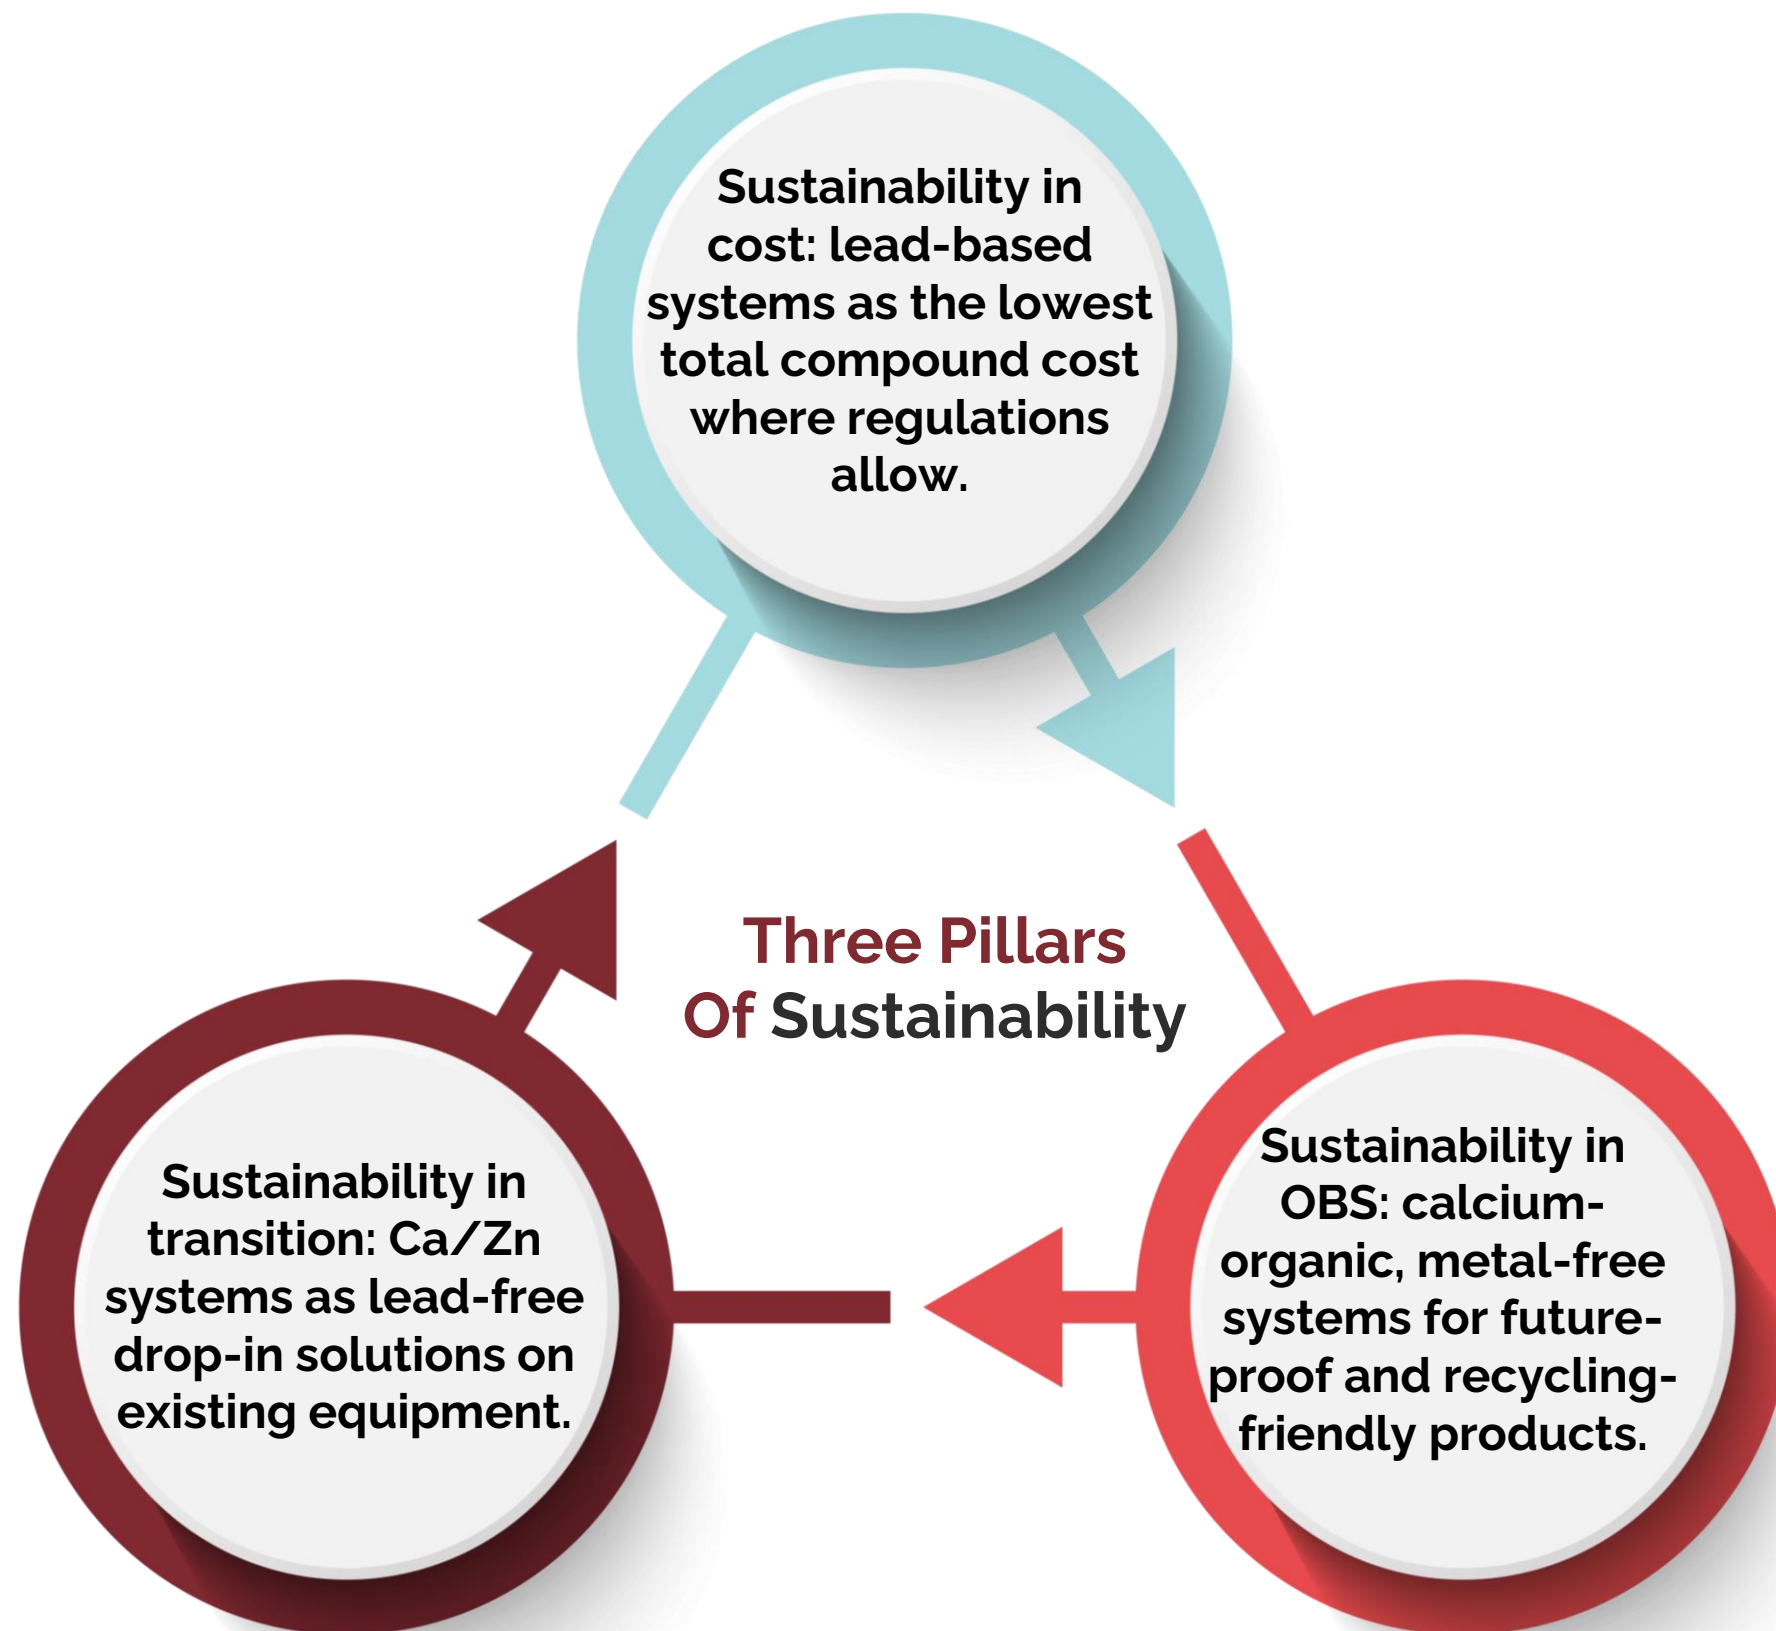 Sustainability in
cost: lead-based
systems as the lowest
total compound cost
where regulations
allow.
Three Pillars
Of Sustainability
Sustainability in
transition: Ca/Zn
systems as lead-free
drop-in solutions on
existing equipment.
Sustainability in
OBS: calcium-
organic, metal-free
systems for future-
proof and recycling-
friendly products.